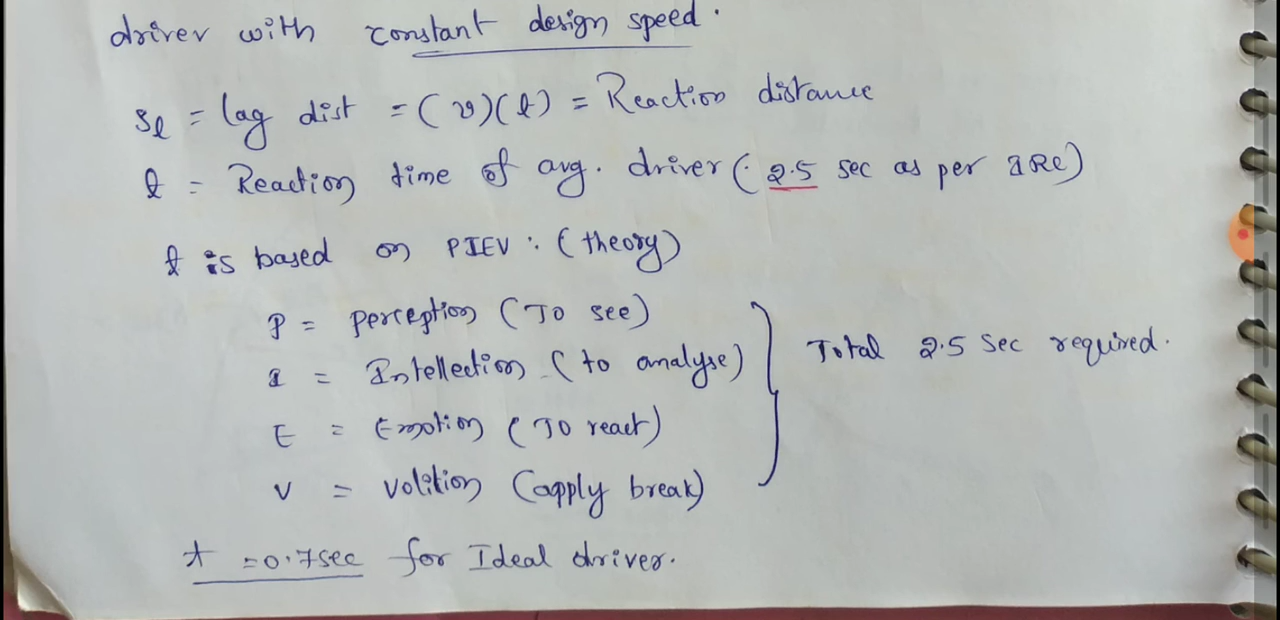 driver with constant design speed.
Sl = lag dist = (v)(t) = Reaction distance
t = Reaction time of avg. driver (2.5 sec as per IRC)
t is based on PIEV : (theory)
P = perception (To see)
I = Intellection (to analyse)
E = Emotion (To react)
V = volition (apply break)
Total 2.5 sec required.
t = 0.7sec for Ideal driver.